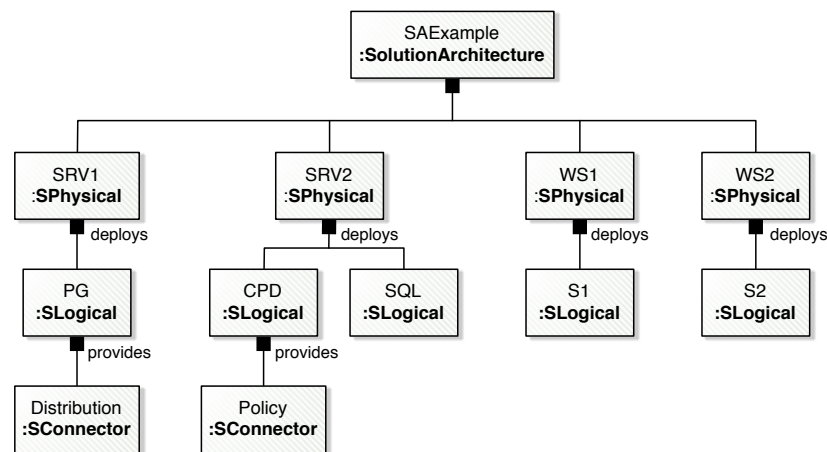 SAExample
:SolutionArchitecture
SRV1
:SPhysical
SRV2
:SPhysical
WS1
:SPhysical
WS2
:SPhysical
deploys
deploys
deploys
deploys
PG
:SLogical
CPD
:SLogical
SQL
:SLogical
S1
:SLogical
S2
:SLogical
provides
provides
Distribution
:SConnector
Policy
:SConnector